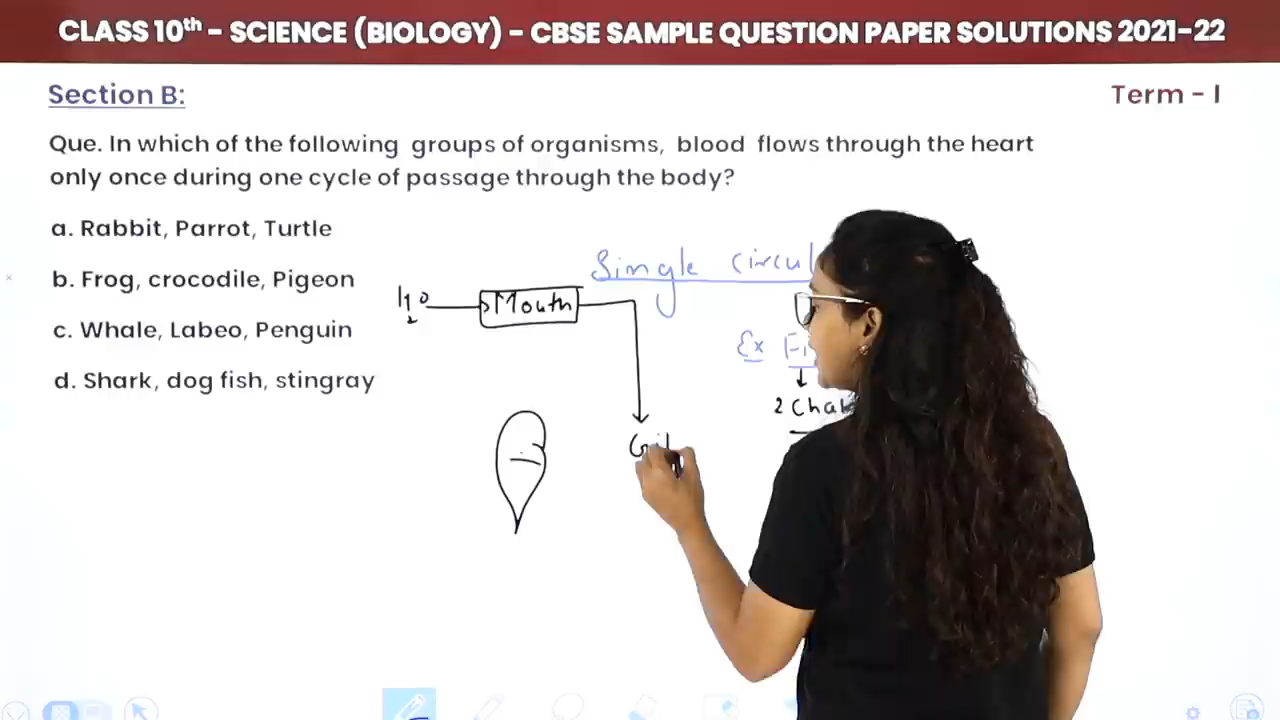 CLASS 10th - SCIENCE (BIOLOGY) - CBSE SAMPLE QUESTION PAPER SOLUTIONS 2021-22
Section B:
Term - I
Que. In which of the following groups of organisms, blood flows through the heart
only once during one cycle of passage through the body?
a. Rabbit, Parrot, Turtle
b. Frog, crocodile, Pigeon
c. Whale, Labeo, Penguin
d. Shark, dog fish, stingray
Single circul
H2O
Mouth
Ex Fi
2 Cha
Gil